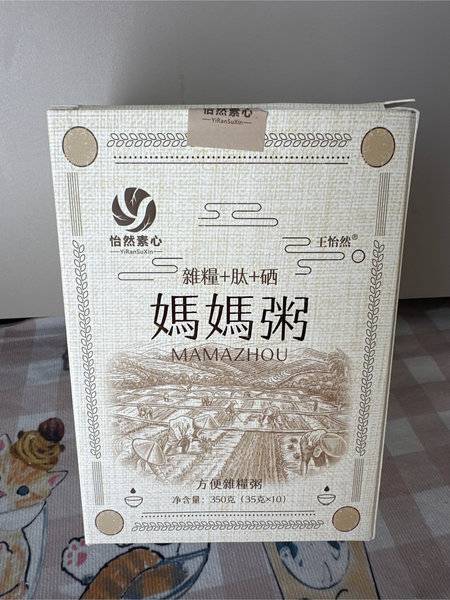 怡然素心
—YiRanSuXin—
怡然素心
—YiRanSuXin—
王怡然®
雜糧+肽+硒
媽媽粥
MAMAZHOU
方便雜糧粥
净含量：350克（35克×10）